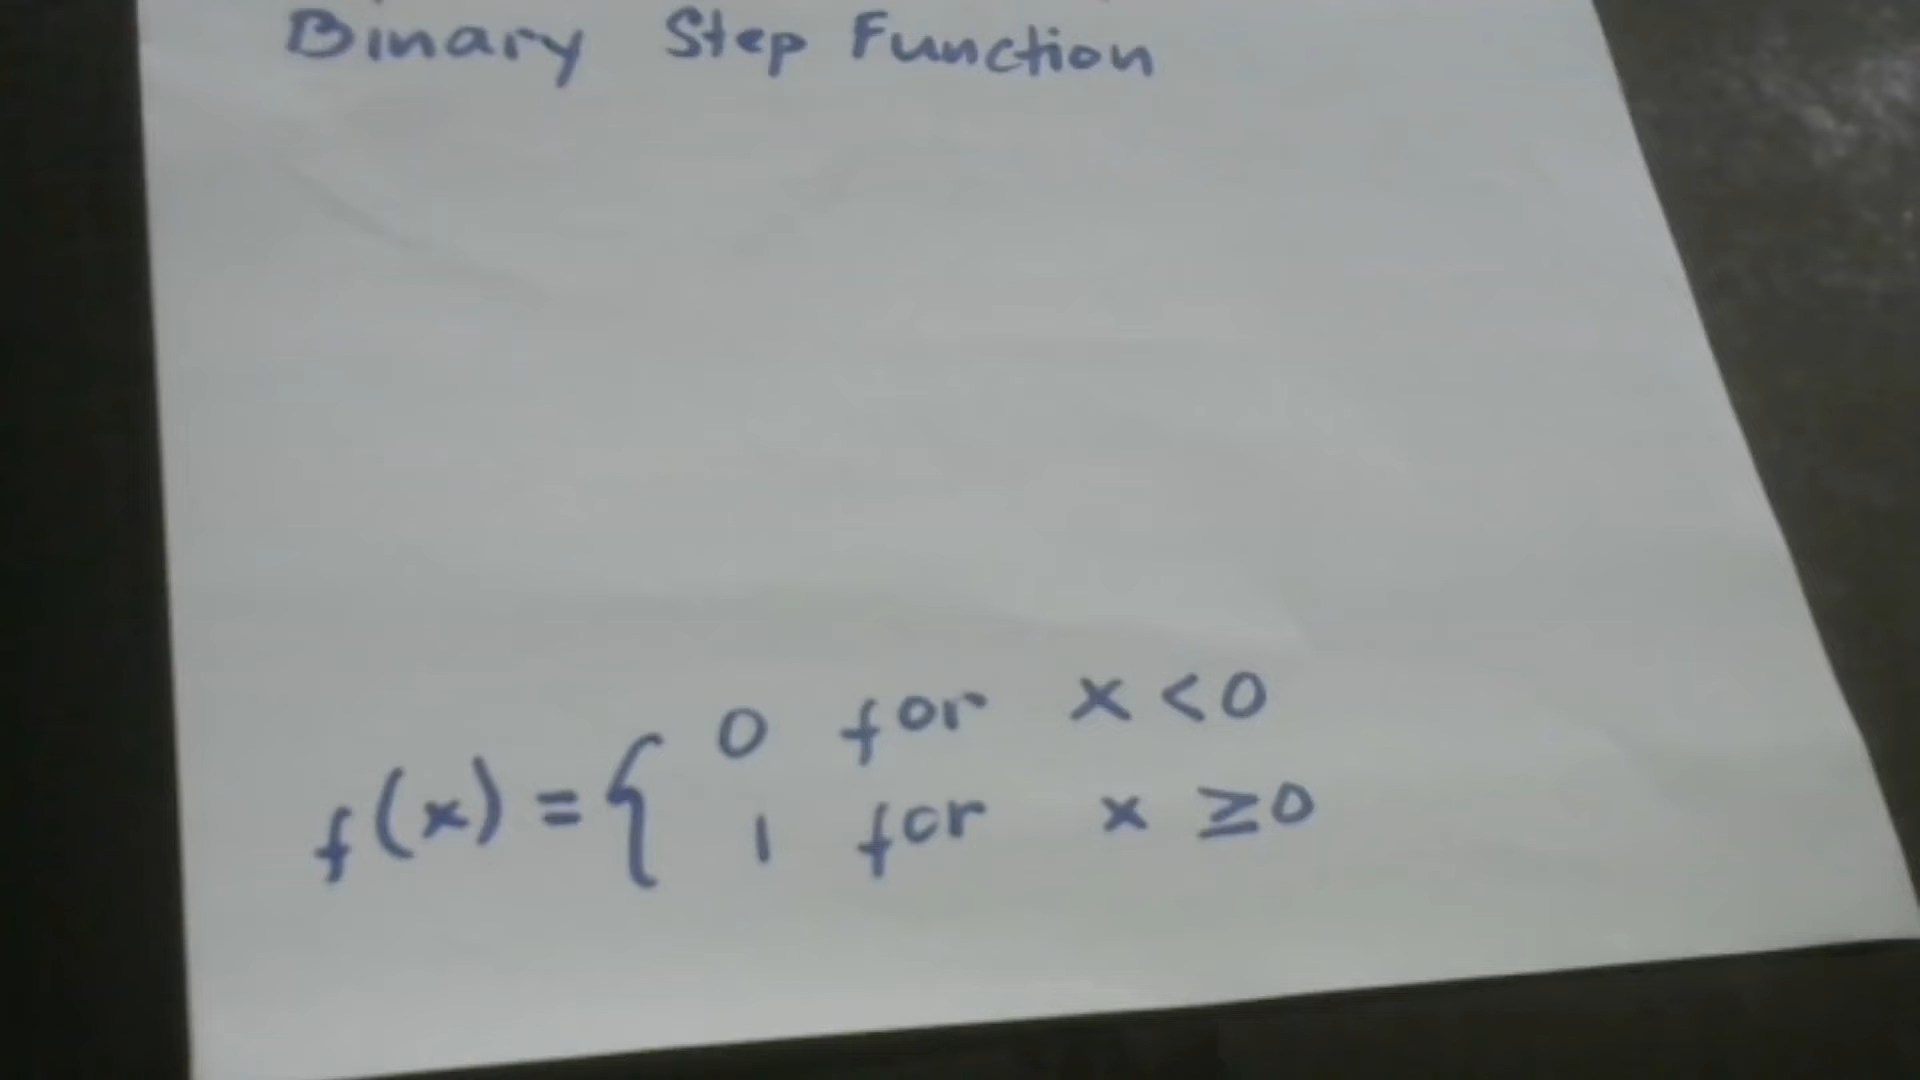 Binary Step Function
0 for x < 0
f(x) = {
1 for x ≥ 0